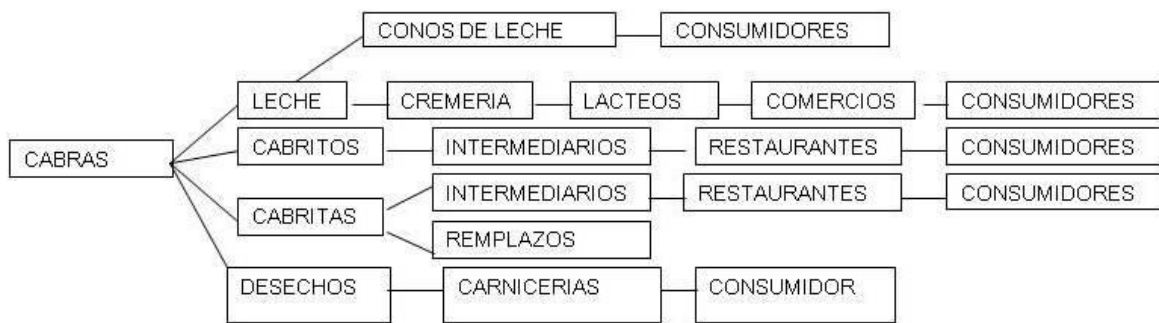 CONOS DE LECHE CONSUMIDORES
LECHE CREMERIA LACTEOS COMERCIOS CONSUMIDORES
CABRAS CABRITOS INTERMEDIARIOS RESTAURANTES CONSUMIDORES
INTERMEDIARIOS RESTAURANTES CONSUMIDORES
CABRITAS
REMPLAZOS
DESECHOS CARNICERIAS CONSUMIDOR